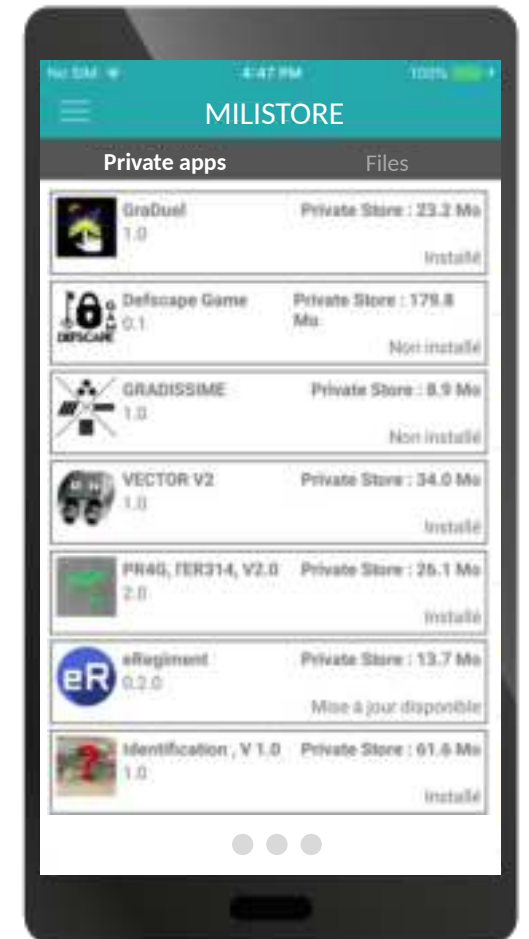 No SIM 4:47 PM 100%
MILISTORE
Private apps Files
GraDuel Private Store : 23.2 Mo
1.0
Installé
Defscape Game Private Store : 179.8
0.1 Mo
DEFSCAPE
Non installé
GRADISSIME Private Store : 8.9 Mo
1.0
Non installé
VECTOR V2 Private Store : 34.0 Mo
1.0
Installé
PR4G, TER314, V2.0 Private Store : 26.1 Mo
2.0
Installé
eR
eRegiment Private Store : 13.7 Mo
0.2.0
Mise à jour disponible
?
Identification , V 1.0 Private Store : 61.6 Mo
1.0
Installé